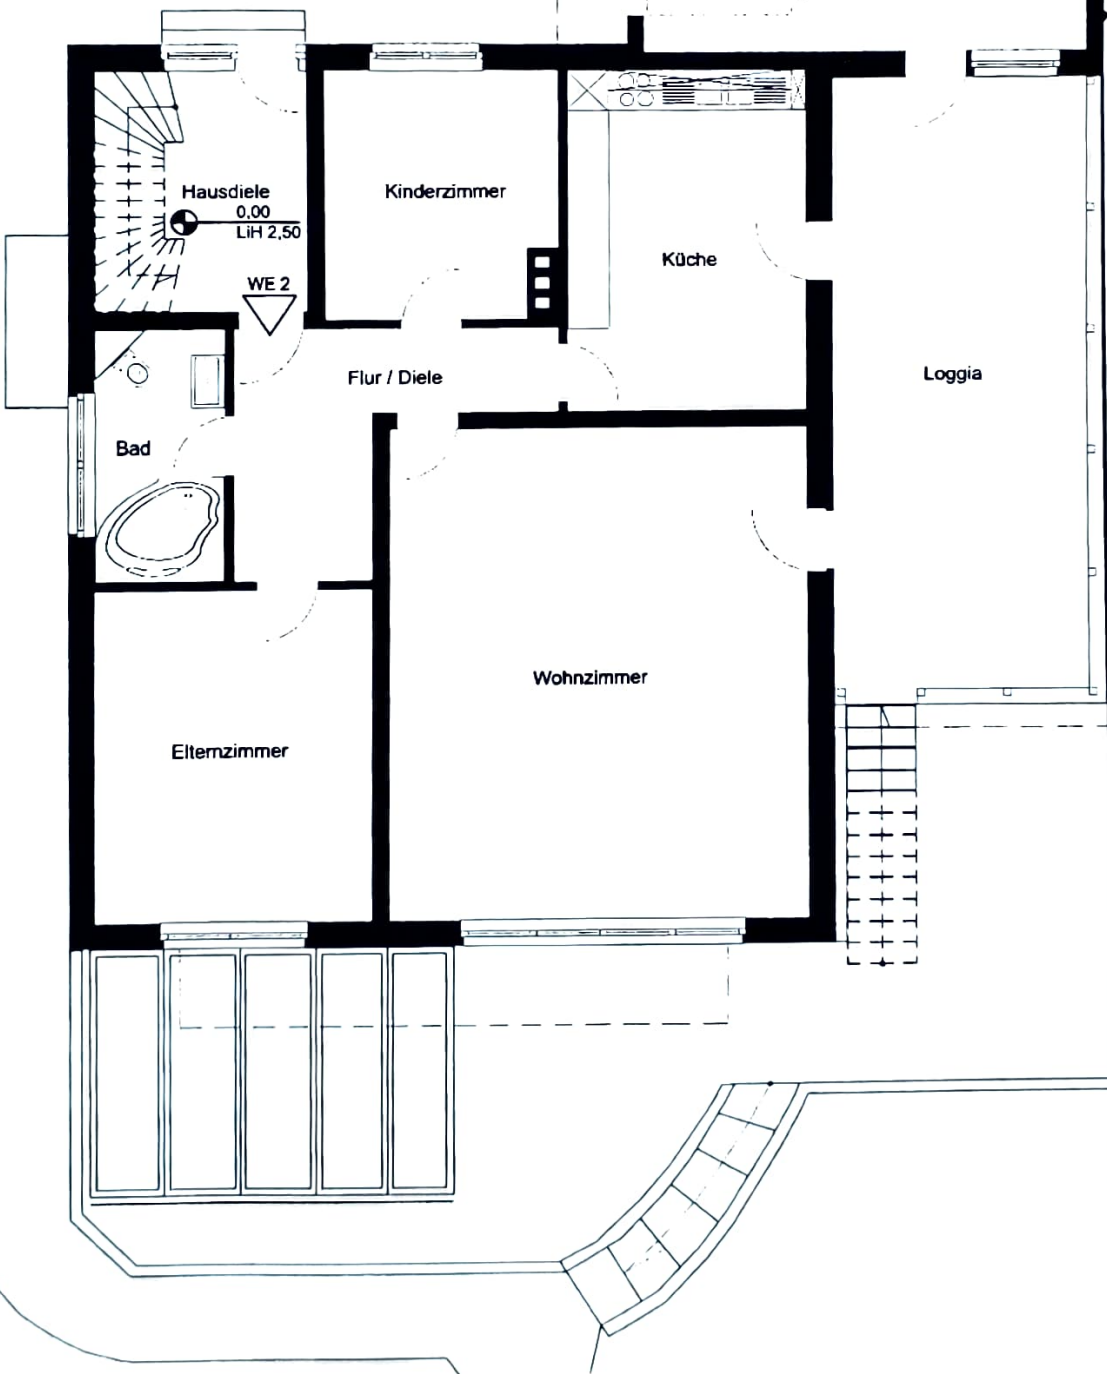 Hausdiele
0,00
LiH 2,50
WE 2
Kinderzimmer
Küche
Flur / Diele
Loggia
Bad
Wohnzimmer
Elternzimmer